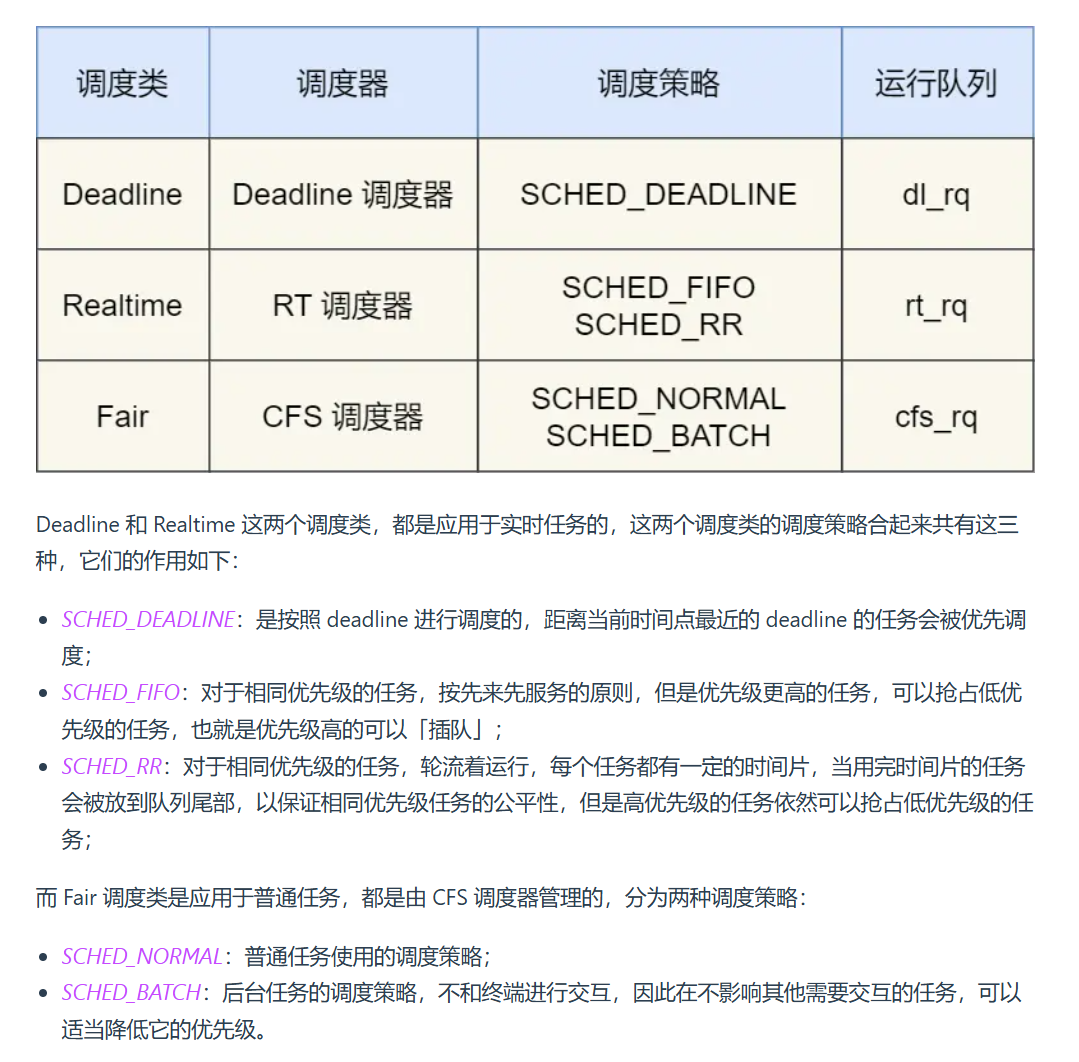 调度类 调度器 调度策略 运行队列
Deadline Deadline 调度器 SCHED_DEADLINE dl_rq
Realtime RT 调度器 SCHED_FIFO SCHED_RR rt_rq
Fair CFS 调度器 SCHED_NORMAL SCHED_BATCH cfs_rq
Deadline 和 Realtime 这两个调度类，都是应用于实时任务的，这两个调度类的调度策略合起来共有这三
种，它们的作用如下：
• SCHED_DEADLINE：是按照 deadline 进行调度的，距离当前时间点最近的 deadline 的任务会被优先调
度；
• SCHED_FIFO：对于相同优先级的任务，按先来先服务的原则，但是优先级更高的任务，可以抢占低优
先级的任务，也就是优先级高的可以「插队」；
• SCHED_RR：对于相同优先级的任务，轮流着运行，每个任务都有一定的时间片，当用完时间片的任务
会被放到队列尾部，以保证相同优先级任务的公平性，但是高优先级的任务依然可以抢占低优先级的任
务；
而 Fair 调度类是应用于普通任务，都是由 CFS 调度器管理的，分为两种调度策略：
• SCHED_NORMAL：普通任务使用的调度策略；
• SCHED_BATCH：后台任务的调度策略，不和终端进行交互，因此在不影响其他需要交互的任务，可以
适当降低它的优先级。